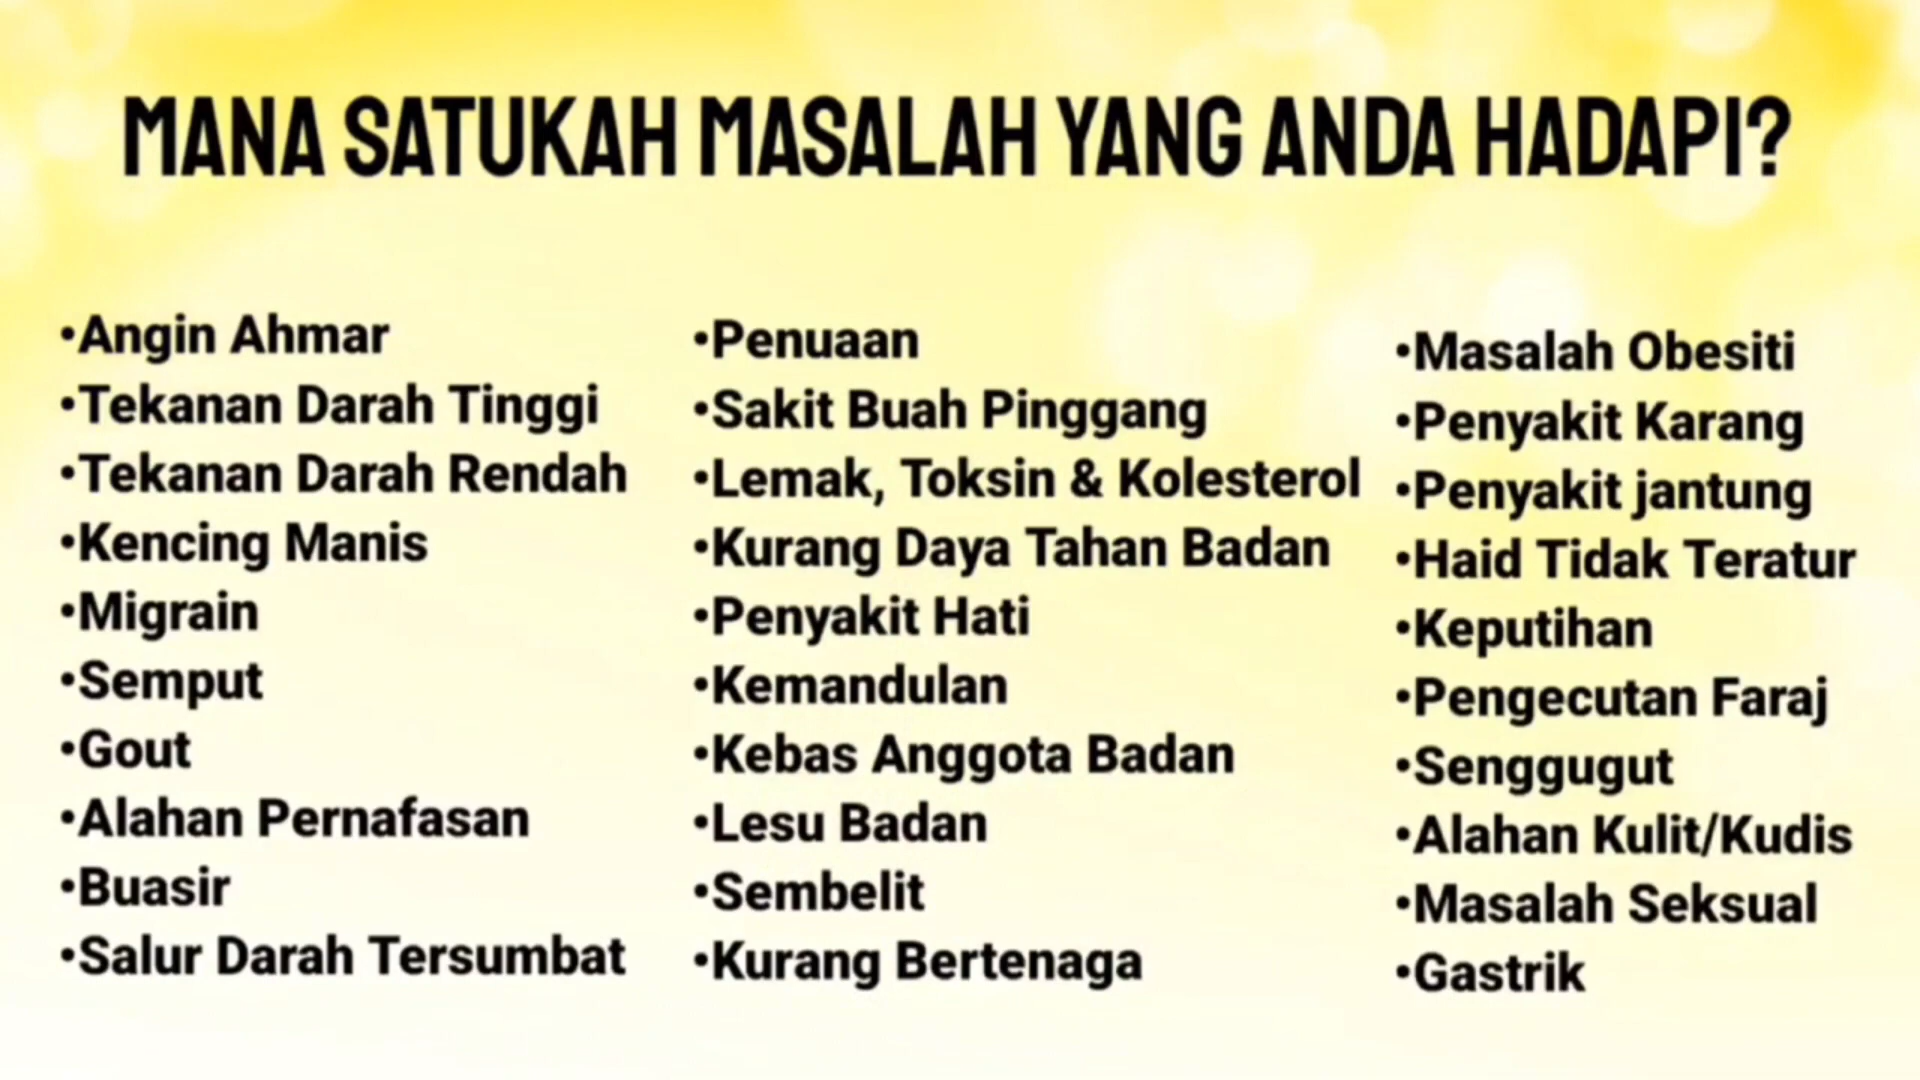 MANA SATUKAH MASALAH YANG ANDA HADAPI?
•Angin Ahmar
•Tekanan Darah Tinggi
•Tekanan Darah Rendah
•Kencing Manis
•Migrain
•Semput
•Gout
•Alahan Pernafasan
•Buasir
•Salur Darah Tersumbat
•Penuaan
•Sakit Buah Pinggang
•Lemak, Toksin & Kolesterol
•Kurang Daya Tahan Badan
•Penyakit Hati
•Kemandulan
•Kebas Anggota Badan
•Lesu Badan
•Sembelit
•Kurang Bertenaga
•Masalah Obesiti
•Penyakit Karang
•Penyakit jantung
•Haid Tidak Teratur
•Keputihan
•Pengecutan Faraj
•Senggugut
•Alahan Kulit/Kudis
•Masalah Seksual
•Gastrik